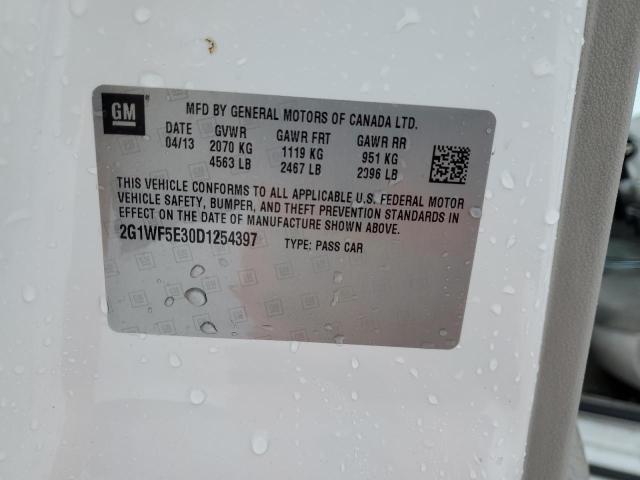 GM
MFD BY GENERAL MOTORS OF CANADA LTD.
DATE GVWR GAWR FRT GAWR RR
04/13 2070 KG 1119 KG 951 KG
4563 LB 2467 LB 2396 LB
THIS VEHICLE CONFORMS TO ALL APPLICABLE U.S. FEDERAL MOTOR
VEHICLE SAFETY, BUMPER, AND THEFT PREVENTION STANDARDS IN
EFFECT ON THE DATE OF MANUFACTURE SHOWN ABOVE.
2G1WF5E30D1254397 TYPE: PASS CAR